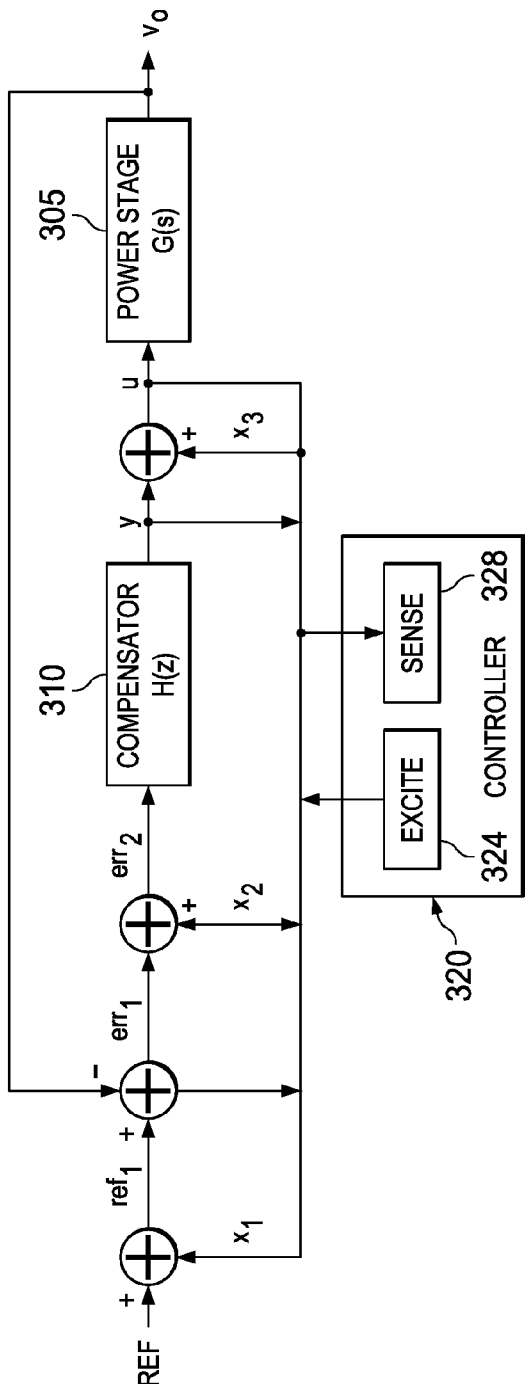 REF
+
x1
ref1
+
-
err1
x2
+
err2
310
COMPENSATOR
H(z)
y
x3
+
u
305
POWER STAGE
G(s)
vo
320
324
EXCITE
SENSE
328
CONTROLLER